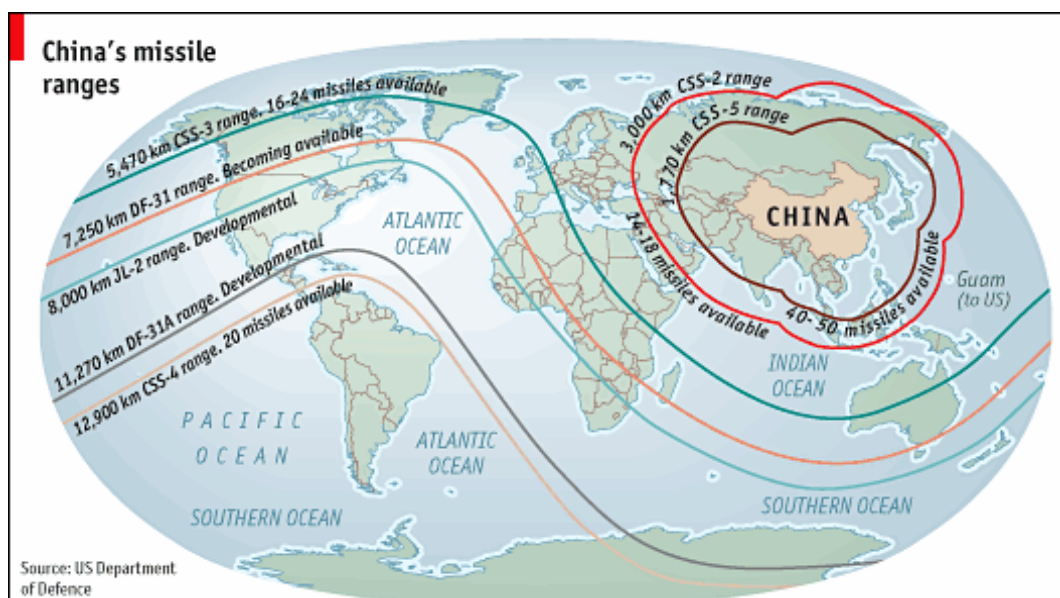 China's missile
ranges
5,470 km CSS-3 range. 16-24 missiles available
7,250 km DF-31 range. Becoming available
8,000 km JL-2 range. Developmental
11,270 km DF-31A range. Developmental
12,900 km CSS-4 range. 20 missiles available
3,000 km CSS-2 range
14-18 missiles available
1,770 km CSS-5 range
40-50 missiles available
CHINA
Guam
(to US)
ATLANTIC
OCEAN
INDIAN
OCEAN
PACIFIC
OCEAN
ATLANTIC
OCEAN
SOUTHERN OCEAN
SOUTHERN OCEAN
Source: US Department
of Defence